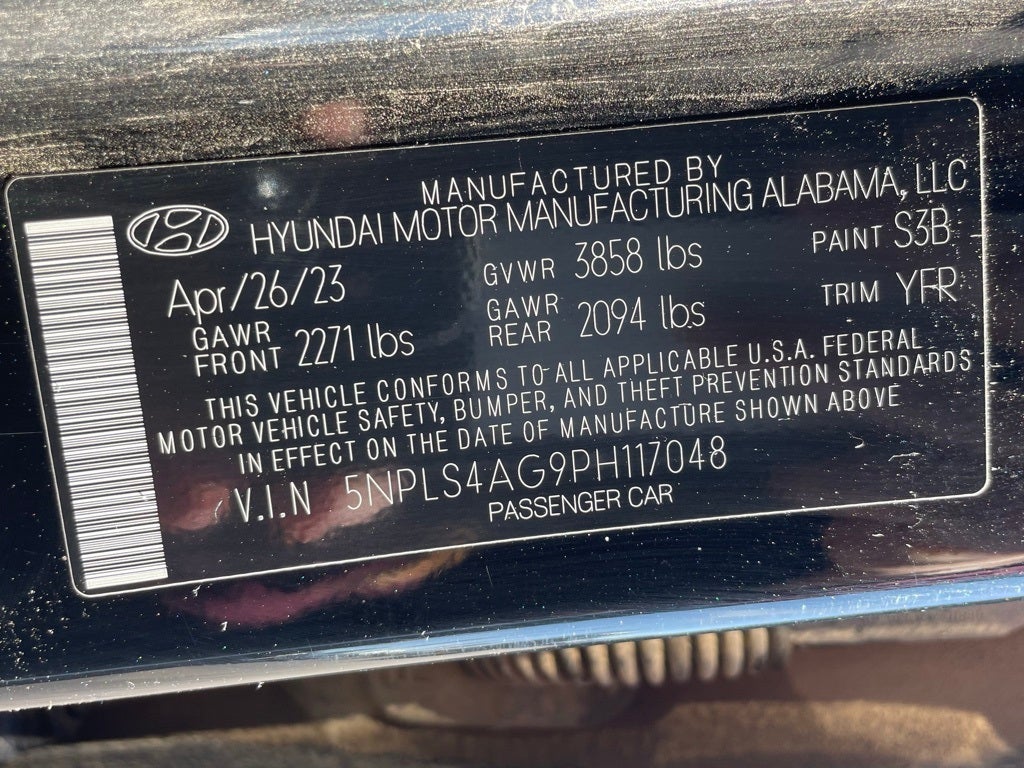 MANUFACTURED BY
HYUNDAI MOTOR MANUFACTURING ALABAMA, LLC
Apr/26/23 GVWR 3858 lbs PAINT S3B
GAWR FRONT 2271 lbs GAWR REAR 2094 lbs TRIM YFR
THIS VEHICLE CONFORMS TO ALL APPLICABLE U.S.A. FEDERAL
MOTOR VEHICLE SAFETY, BUMPER, AND THEFT PREVENTION STANDARDS
IN EFFECT ON THE DATE OF MANUFACTURE SHOWN ABOVE
V.I.N 5NPLS4AG9PH117048
PASSENGER CAR